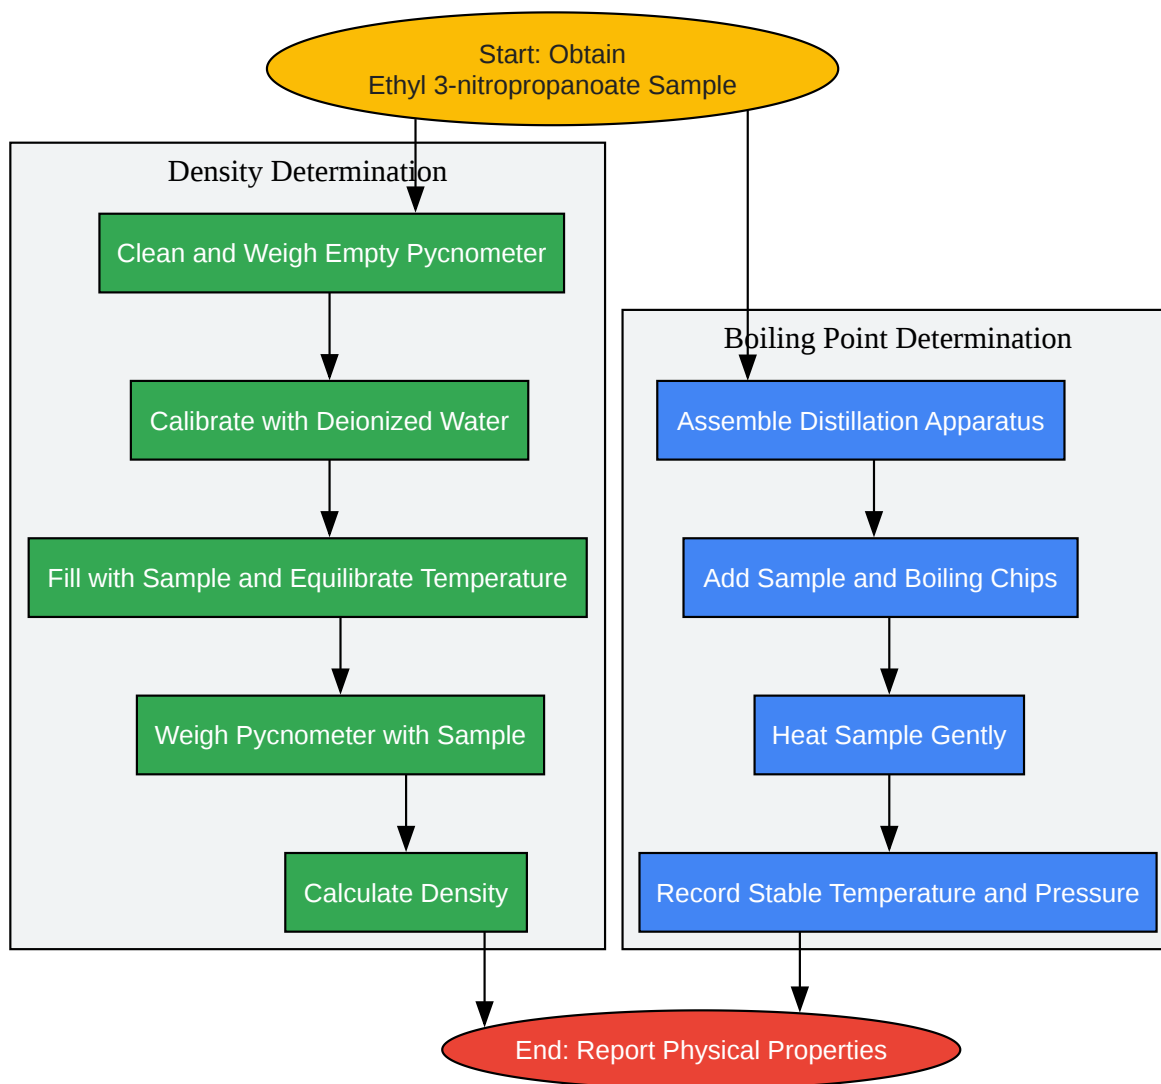 Start: Obtain
Ethyl 3-nitropropanoate Sample
Density Determination
Clean and Weigh Empty Pycnometer
Calibrate with Deionized Water
Fill with Sample and Equilibrate Temperature
Weigh Pycnometer with Sample
Calculate Density
Boiling Point Determination
Assemble Distillation Apparatus
Add Sample and Boiling Chips
Heat Sample Gently
Record Stable Temperature and Pressure
End: Report Physical Properties